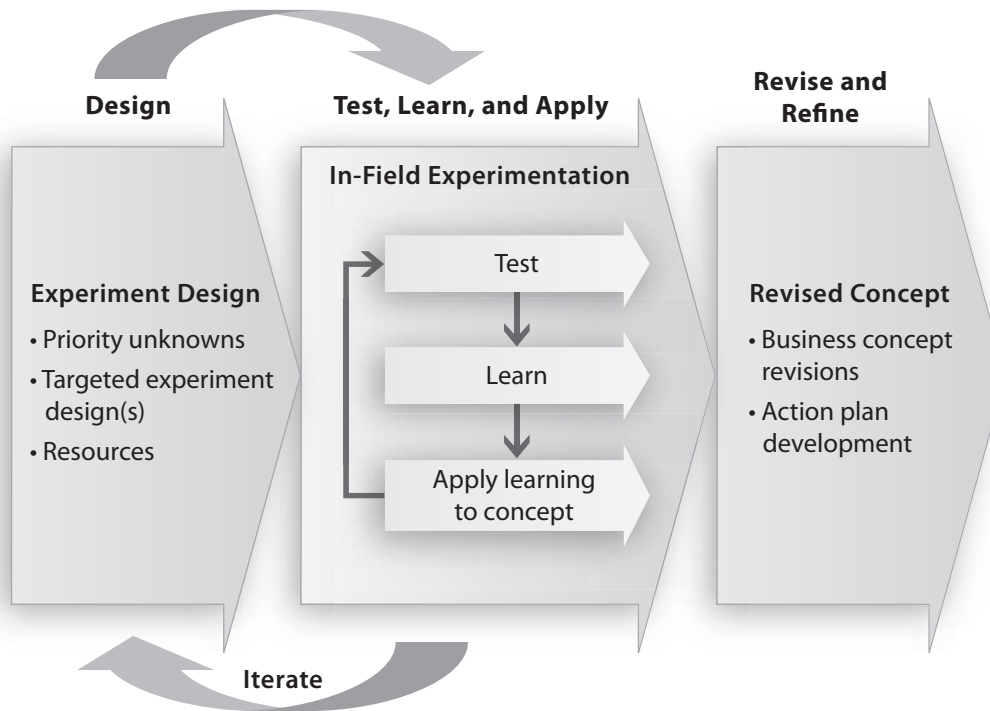 Design
Experiment Design
• Priority unknowns
• Targeted experiment
design(s)
• Resources
Test, Learn, and Apply
In-Field Experimentation
Test
Learn
Apply learning
to concept
Revise and
Refine
Revised Concept
• Business concept
revisions
• Action plan
development
Iterate